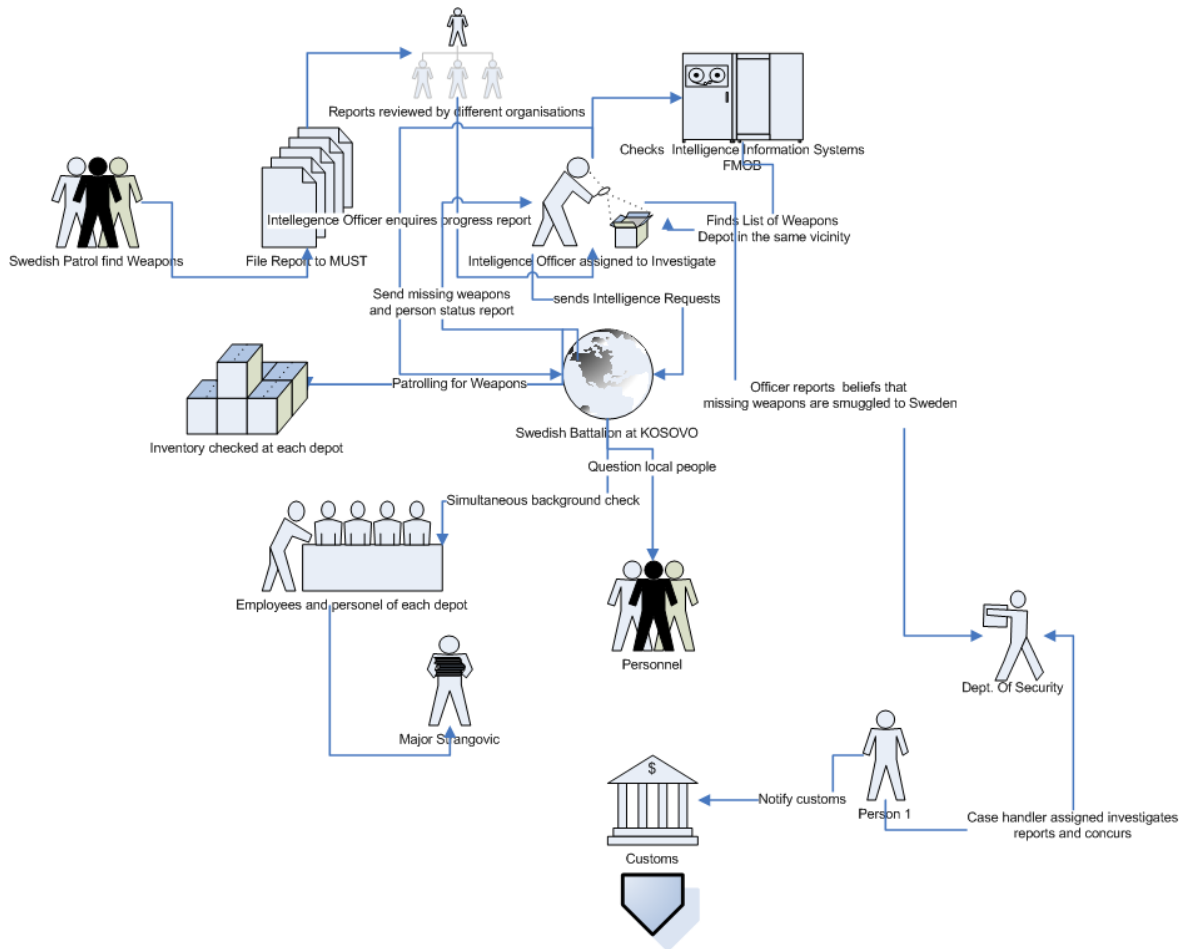 Reports reviewed by different organisations
Checks  Intelligence Information Systems
FMOB
Swedish Patrol find Weapons
File Report to MUST
Intellegence Officer enquires progress report
Inteligence Officer assigned to Investigate
Finds List of Weapons
Depot in the same vicinity
Send missing weapons
and person status report
sends Intelligence Requests
Patrolling for Weapons
Inventory checked at each depot
Swedish Battalion at KOSOVO
Officer reports  beliefs that
missing weapons are smuggled to Sweden
Question local people
Simultaneous background check
Employees and personel of each depot
Personnel
Major Strangovic
Dept. Of Security
$
Notify customs
Person 1
Case handler assigned investigates
reports and concurs
Customs